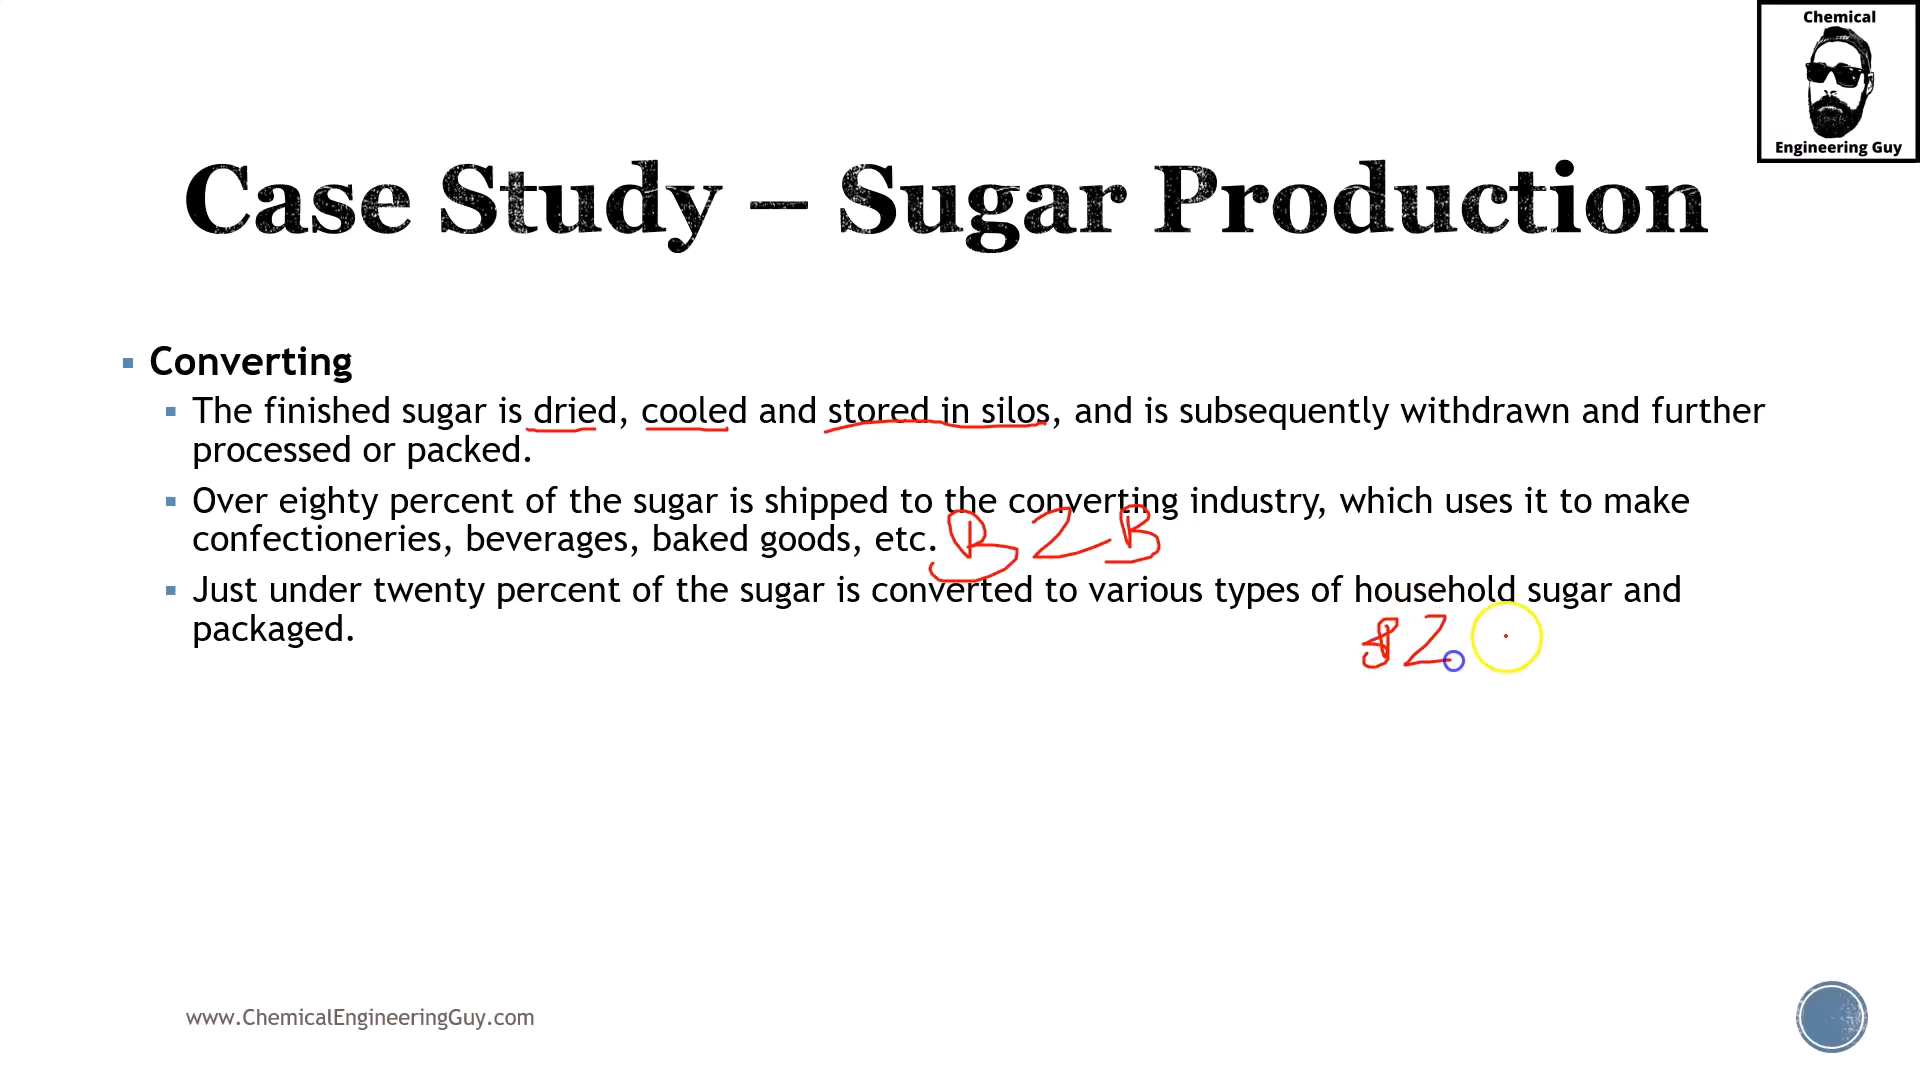 Chemical
Engineering Guy
Case Study – Sugar Production
Converting
The finished sugar is dried, cooled and stored in silos, and is subsequently withdrawn and further
processed or packed.
Over eighty percent of the sugar is shipped to the converting industry, which uses it to make
confectioneries, beverages, baked goods, etc.
B2B
Just under twenty percent of the sugar is converted to various types of household sugar and
packaged.
www.ChemicalEngineeringGuy.com